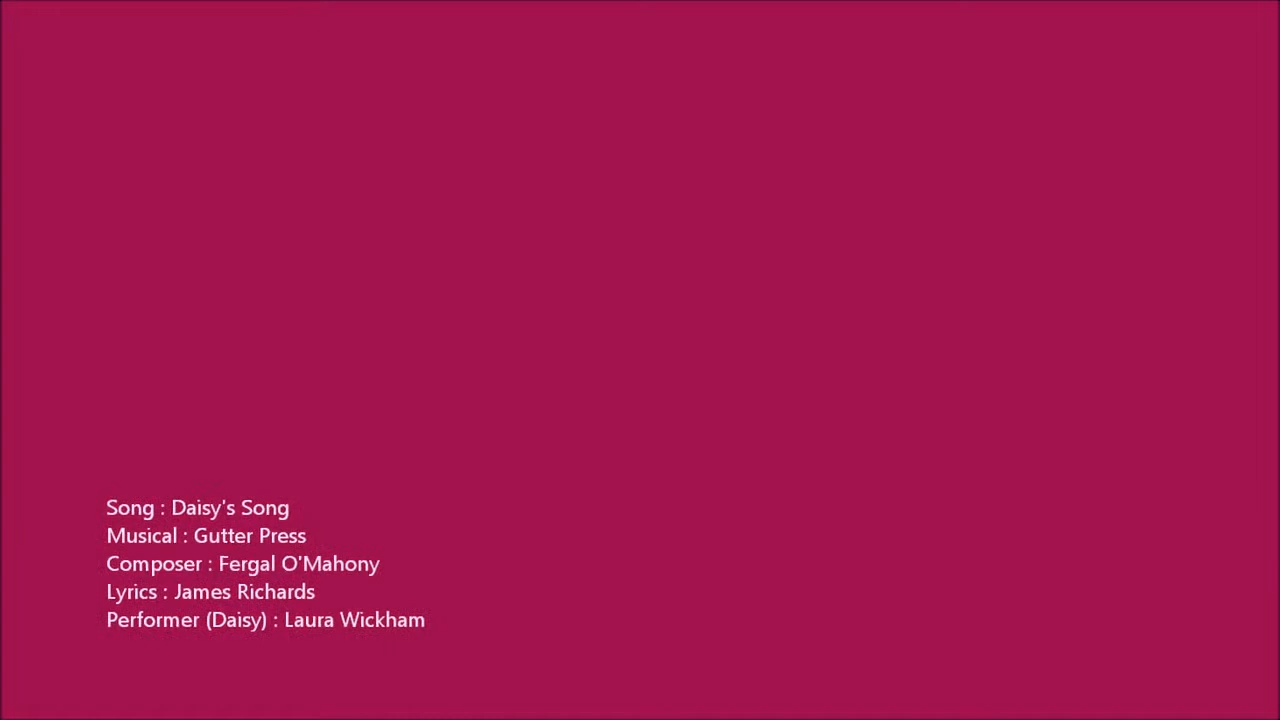 Song : Daisy's Song
Musical : Gutter Press
Composer : Fergal O'Mahony
Lyrics : James Richards
Performer (Daisy) : Laura Wickham